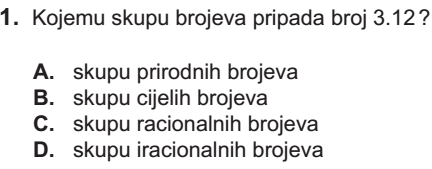 1. Kojemu skupu brojeva pripada broj 3.12?
A. skupu prirodnih brojeva
B. skupu cijelih brojeva
C. skupu racionalnih brojeva
D. skupu iracionalnih brojeva